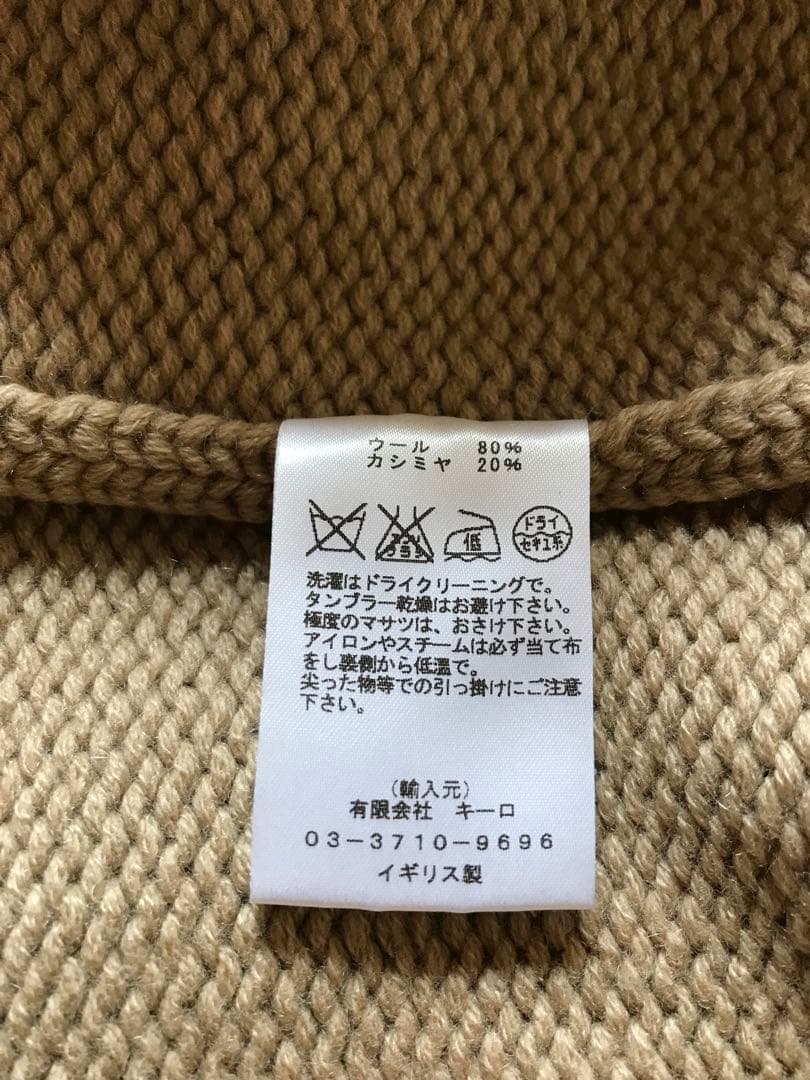 ウール 80%
カシミヤ 20%
エンソ
サラシ
低
ドライ
セキユ系
洗濯はドライクリーニングで。
タンブラー乾燥はお避け下さい。
極度のマサツは、おさけ下さい。
アイロンやスチームは必ず当て布
をし裏側から低温で。
尖った物等での引っ掛けにご注意
下さい。
(輸入元)
有限会社 キーロ
03-3710-9696
イギリス製